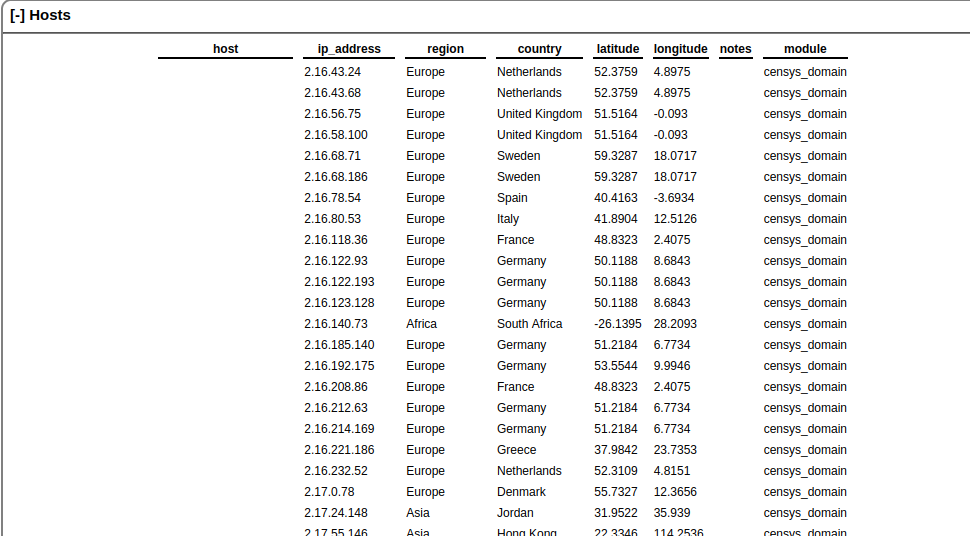 [-] Hosts
host ip_address region country latitude longitude notes module
2.16.43.24 Europe Netherlands 52.3759 4.8975 censys_domain
2.16.43.68 Europe Netherlands 52.3759 4.8975 censys_domain
2.16.56.75 Europe United Kingdom 51.5164 -0.093 censys_domain
2.16.58.100 Europe United Kingdom 51.5164 -0.093 censys_domain
2.16.68.71 Europe Sweden 59.3287 18.0717 censys_domain
2.16.68.186 Europe Sweden 59.3287 18.0717 censys_domain
2.16.78.54 Europe Spain 40.4163 -3.6934 censys_domain
2.16.80.53 Europe Italy 41.8904 12.5126 censys_domain
2.16.118.36 Europe France 48.8323 2.4075 censys_domain
2.16.122.93 Europe Germany 50.1188 8.6843 censys_domain
2.16.122.193 Europe Germany 50.1188 8.6843 censys_domain
2.16.123.128 Europe Germany 50.1188 8.6843 censys_domain
2.16.140.73 Africa South Africa -26.1395 28.2093 censys_domain
2.16.185.140 Europe Germany 51.2184 6.7734 censys_domain
2.16.192.175 Europe Germany 53.5544 9.9946 censys_domain
2.16.208.86 Europe France 48.8323 2.4075 censys_domain
2.16.212.63 Europe Germany 51.2184 6.7734 censys_domain
2.16.214.169 Europe Germany 51.2184 6.7734 censys_domain
2.16.221.186 Europe Greece 37.9842 23.7353 censys_domain
2.16.232.52 Europe Netherlands 52.3109 4.8151 censys_domain
2.17.0.78 Europe Denmark 55.7327 12.3656 censys_domain
2.17.24.148 Asia Jordan 31.9522 35.939 censys_domain
2.17.55.146 Asia Hong Kong 22.3346 114.2536 censys_domain